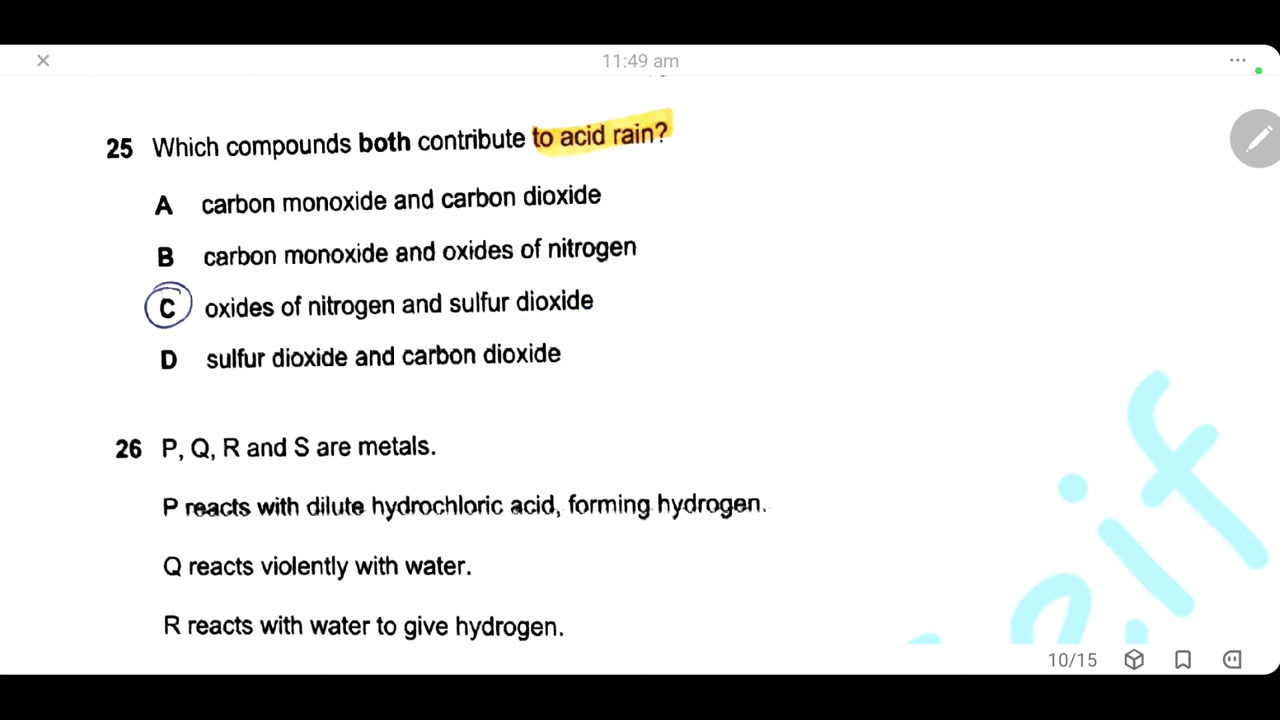 11:49 am
25 Which compounds both contribute to acid rain?
A carbon monoxide and carbon dioxide
B carbon monoxide and oxides of nitrogen
C oxides of nitrogen and sulfur dioxide
D sulfur dioxide and carbon dioxide
26 P, Q, R and S are metals.
P reacts with dilute hydrochloric acid, forming hydrogen.
Q reacts violently with water.
R reacts with water to give hydrogen.
10/15